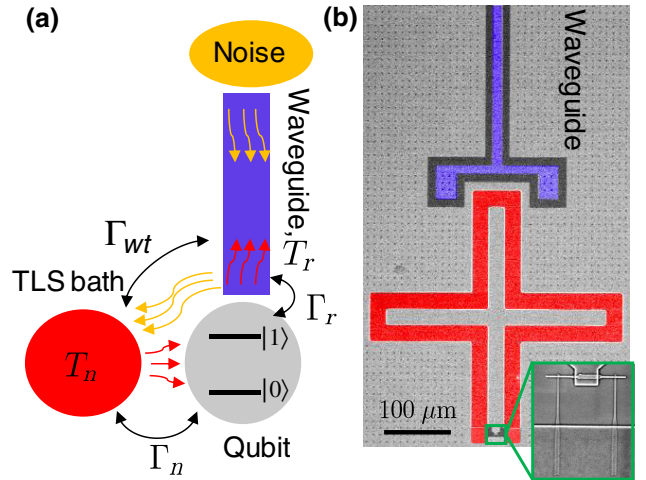 (a)
Noise
Waveguide, T_r
Γ_wt
TLS bath
Γ_r
T_n
|1⟩
|0⟩
Qubit
Γ_n
(b)
Waveguide
100 μm